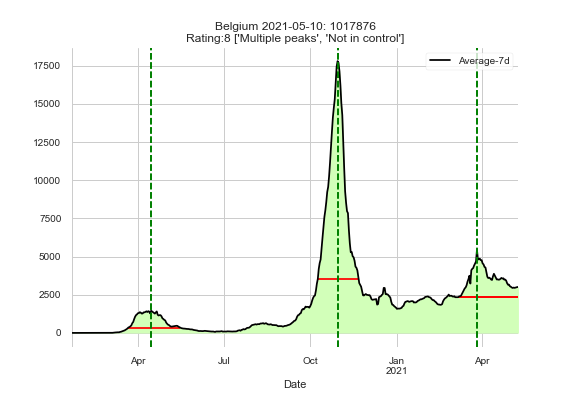 Belgium 2021-05-10: 1017876
Rating:8 ['Multiple peaks', 'Not in control']
Average-7d
17500
15000
12500
10000
7500
5000
2500
0
Apr
Jul
Oct
Jan
2021
Apr
Date